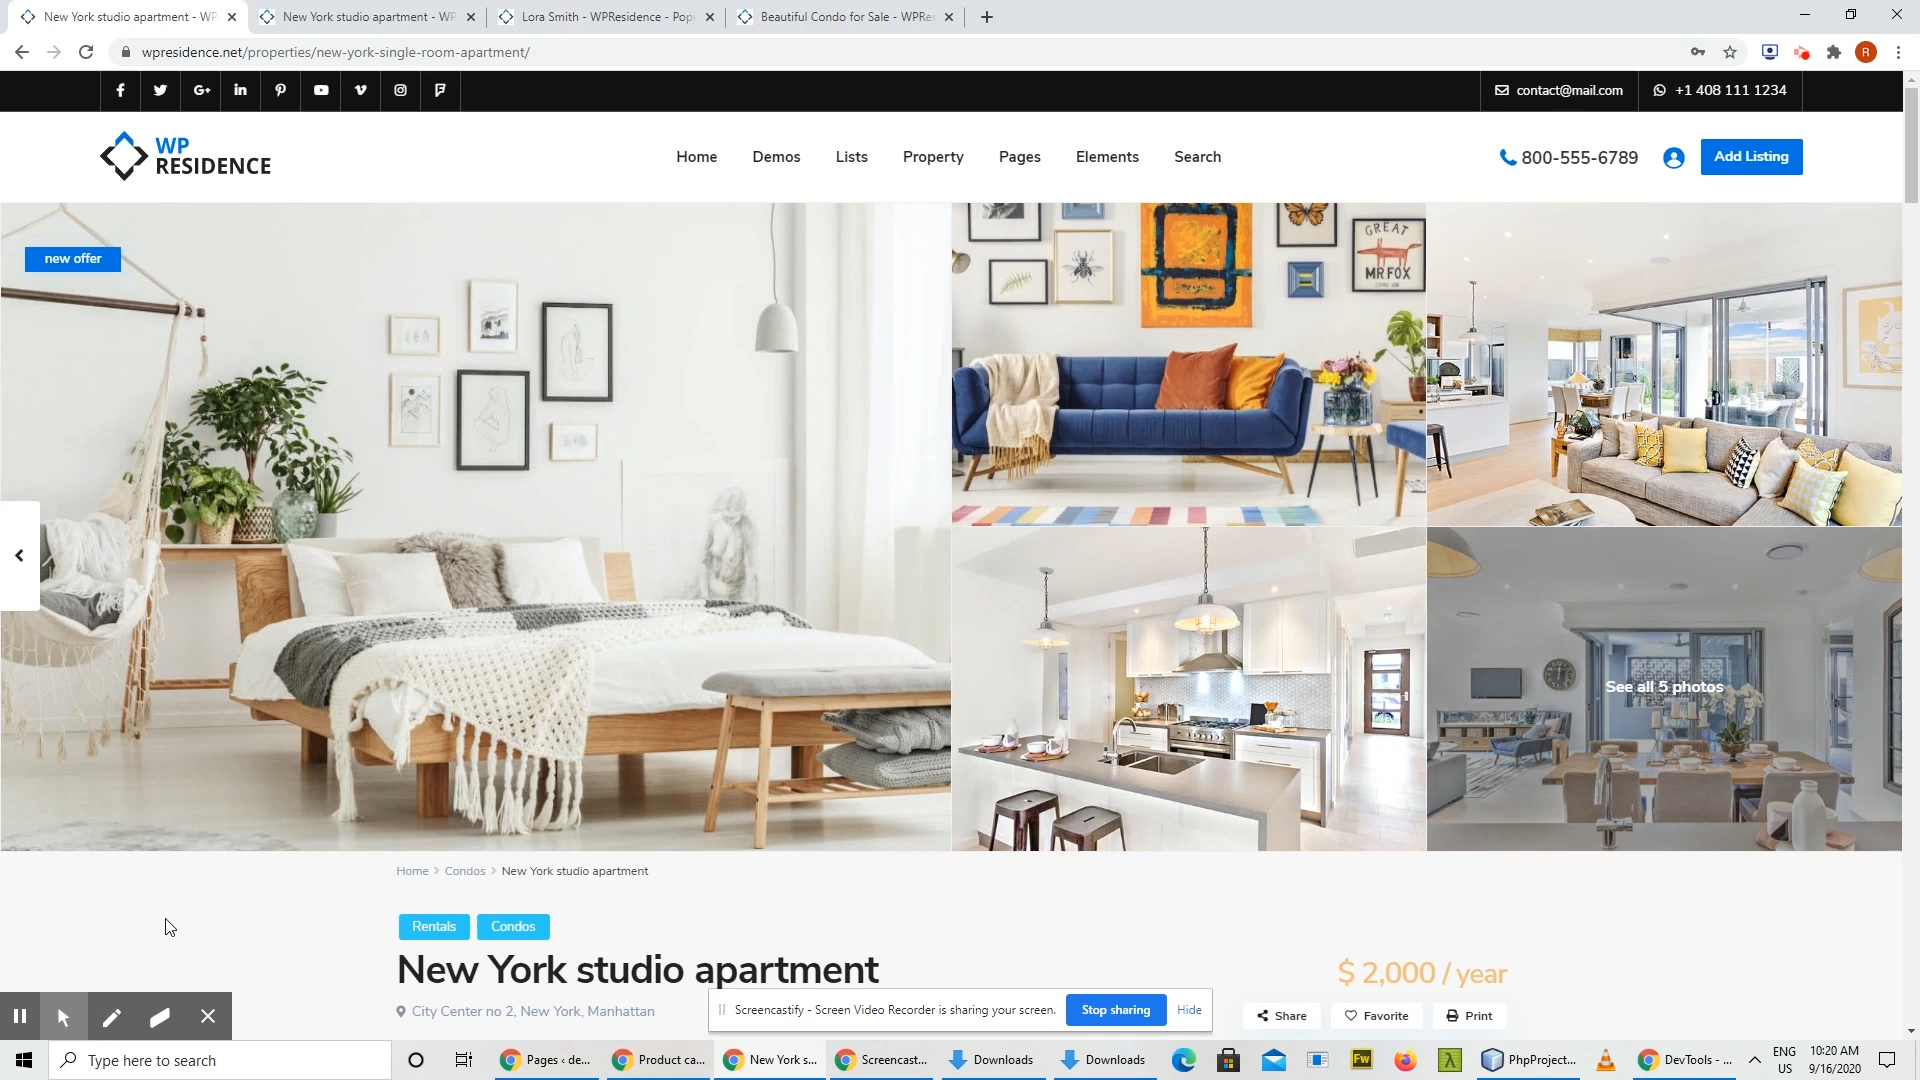 New York studio apartment - WP
New York studio apartment - WP
Lora Smith - WPResidence - Pop
Beautiful Condo for Sale - WPRes
wpresidence.net/properties/new-york-single-room-apartment/
R
contact@mail.com
+1 408 111 1234
WP
RESIDENCE
Home
Demos
Lists
Property
Pages
Elements
Search
800-555-6789
Add Listing
new offer
GREAT
MR FOX
See all 5 photos
Home > Condos > New York studio apartment
Rentals
Condos
New York studio apartment
$ 2,000 / year
City Center no 2, New York, Manhattan
Screencastify - Screen Video Recorder is sharing your screen.
Stop sharing
Hide
Share
Favorite
Print
Type here to search
Pages ‹ de...
Product ca...
New York s...
Screencast...
Downloads
Downloads
Fw
PhpProject...
DevTools - ...
ENG
US
10:20 AM
9/16/2020